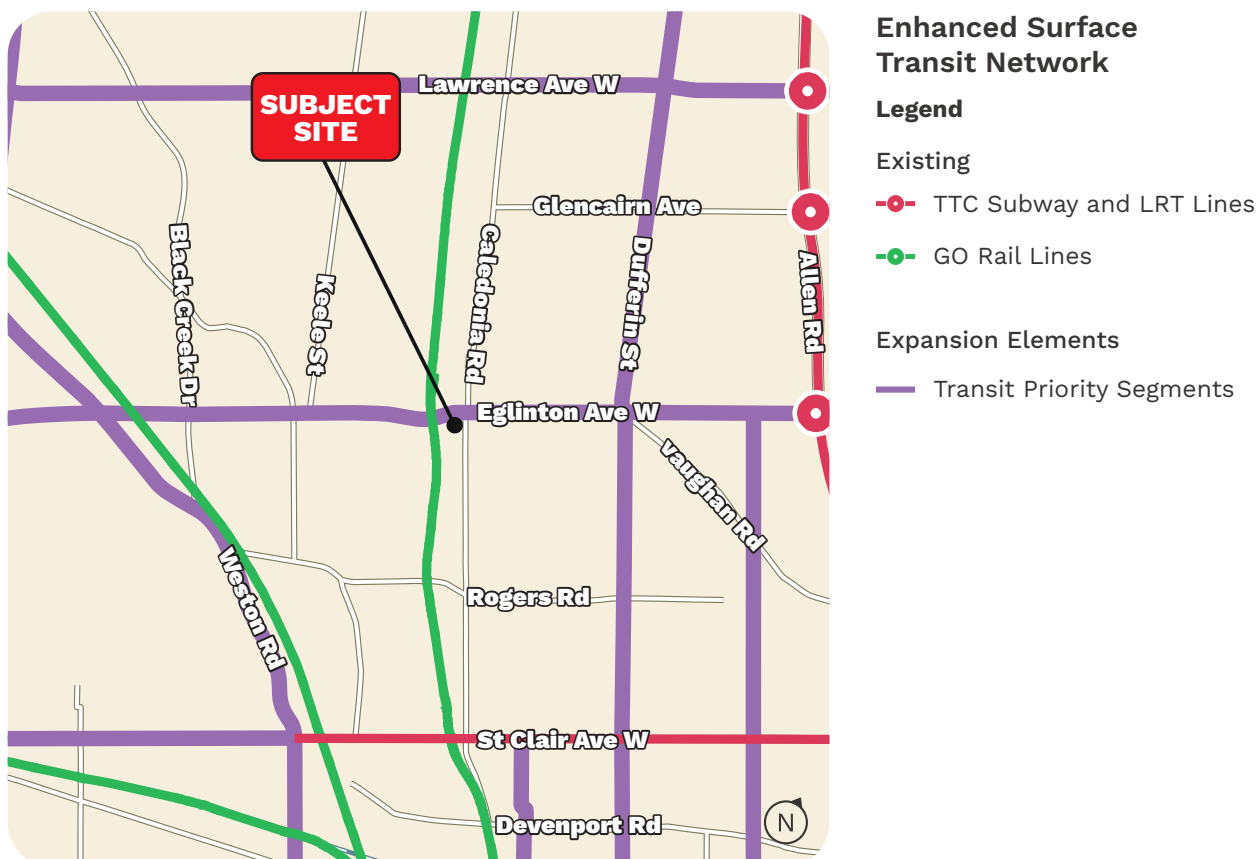 Enhanced Surface
Transit Network
Legend
Existing
TTC Subway and LRT Lines
GO Rail Lines
Expansion Elements
Transit Priority Segments
Lawrence Ave W
SUBJECT
SITE
Glencairn Ave
Black Creek Dr
Keele St
Caledonia Rd
Dufferin St
Allen Rd
Eglinton Ave W
vaughan Rd
Weston Rd
Rogers Rd
St Clair Ave W
Devenport Rd
N